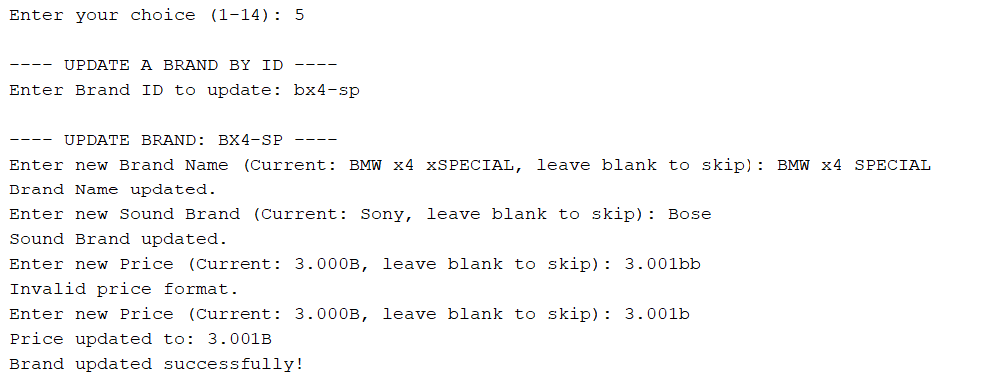 Enter your choice (1-14): 5
---- UPDATE A BRAND BY ID ----
Enter Brand ID to update: bx4-sp
---- UPDATE BRAND: BX4-SP ----
Enter new Brand Name (Current: BMW x4 xSPECIAL, leave blank to skip): BMW x4 SPECIAL
Brand Name updated.
Enter new Sound Brand (Current: Sony, leave blank to skip): Bose
Sound Brand updated.
Enter new Price (Current: 3.000B, leave blank to skip): 3.001bb
Invalid price format.
Enter new Price (Current: 3.000B, leave blank to skip): 3.001b
Price updated to: 3.001B
Brand updated successfully!